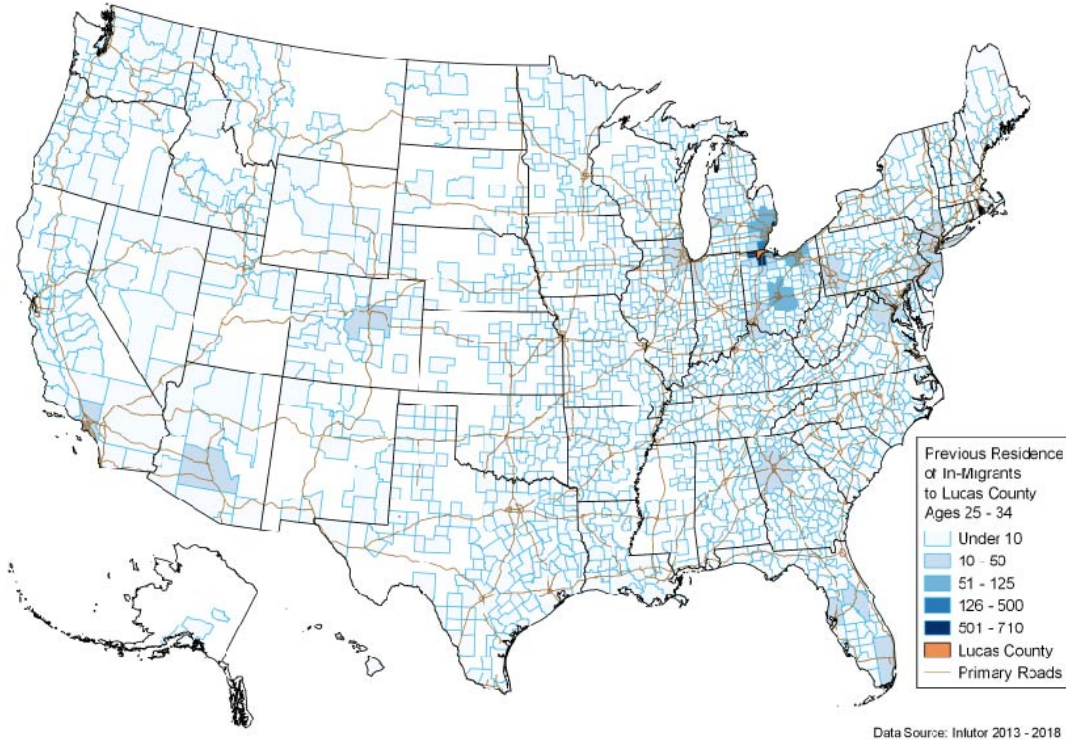 Previous Residence
of In-Migrants
to Lucas County
Ages 25 - 34
Under 10
10 - 50
51 - 125
126 - 500
501 - 710
Lucas County
Primary Roads
Data Source: Infutor 2013 - 2018